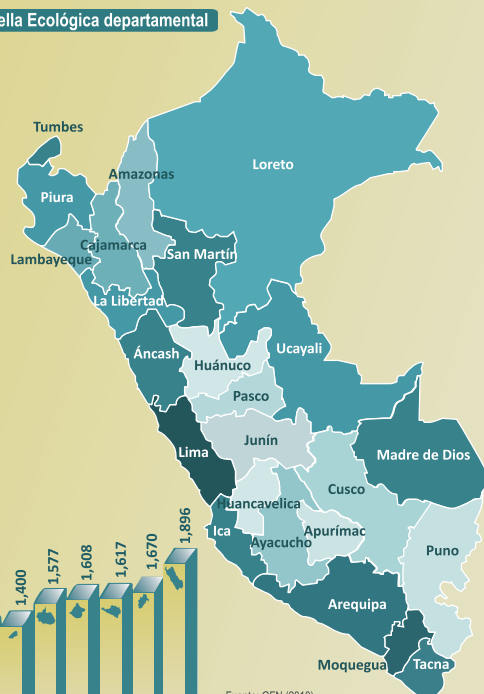 ella Ecológica departamental
Tumbes
Loreto
Amazonas
Piura
Cajamarca
San Martín
Lambayeque
La Libertad
Áncash
Ucayali
Huánuco
Pasco
Junín
Lima
Madre de Dios
Cusco
Huancavelica
Ica
Apurímac
Ayacucho
Puno
Arequipa
Moquegua
Tacna
1,400
1,577
1,608
1,617
1,670
1,896